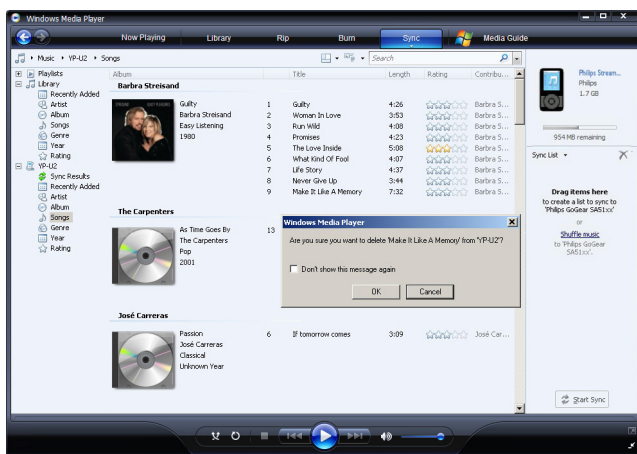 Windows Media Player
Now Playing Library Rip Burn Sync Media Guide
Music YP-U2 Songs Search
Playlists
Library
Recently Added
Artist
Album
Songs
Genre
Year
Rating
YP-U2
Sync Results
Recently Added
Artist
Album
Songs
Genre
Year
Rating
Album Title Length Rating Contribu...
Barbra Streisand
Guilty
Barbra Streisand
Easy Listening
1980
1 Guilty 4:26 Barbra S...
2 Woman In Love 3:53 Barbra S...
3 Run Wild 4:08 Barbra S...
4 Promises 4:23 Barbra S...
5 The Love Inside 5:08 Barbra S...
6 What Kind Of Fool 4:07 Barbra S...
7 Life Story 4:37 Barbra S...
8 Never Give Up 3:44 Barbra S...
9 Make It Like A Memory 7:32 Barbra S...
The Carpenters
As Time Goes By
The Carpenters
Pop
2001
13
Windows Media Player
Are you sure you want to delete 'Make It Like A Memory' from 'YP-U2'?
Don't show this message again
OK Cancel
José Carreras
Passion
José Carreras
Classical
Unknown Year
6 If tomorrow comes 3:09 José Car...
Philips Stream...
Philips
1.7 GB
954 MB remaining
Sync List
Drag items here
to create a list to sync to
'Philips GoGear SA51xx'
or
Shuffle music
to 'Philips GoGear
SA51xx'.
Start Sync